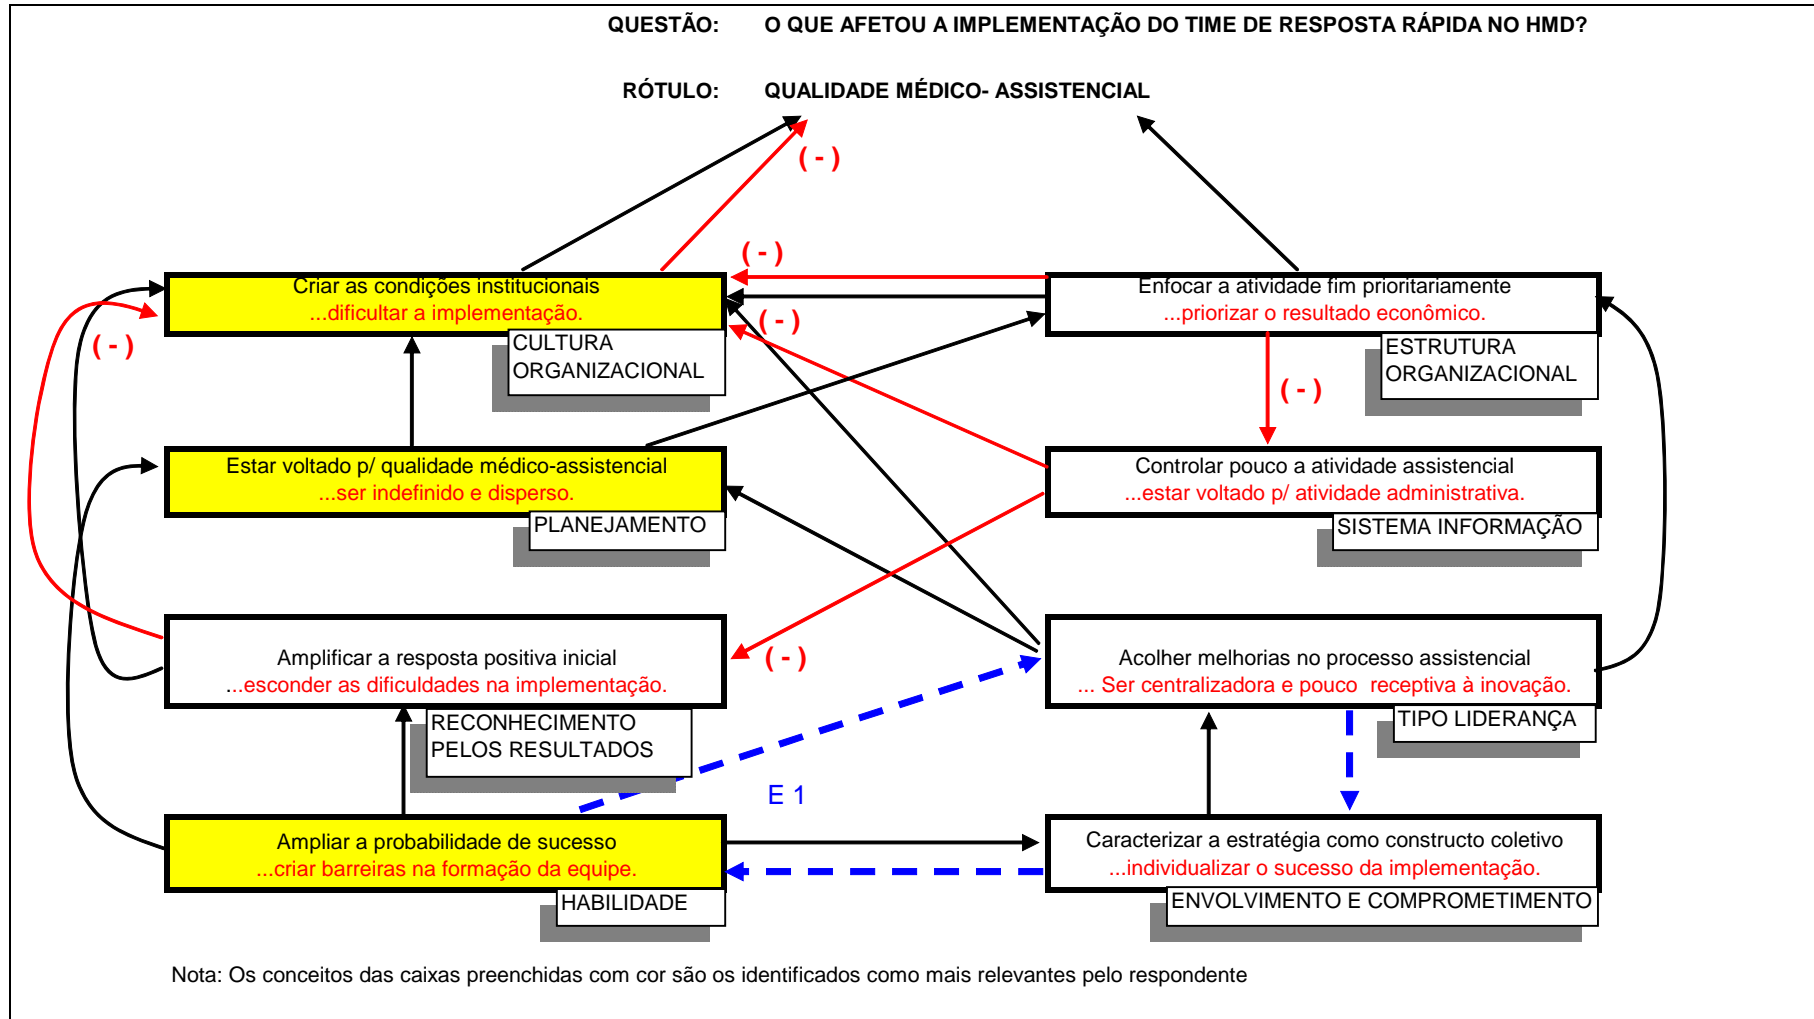 QUESTÃO: O QUE AFETOU A IMPLEMENTAÇÃO DO TIME DE RESPOSTA RÁPIDA NO HMD?
RÓTULO: QUALIDADE MÉDICO- ASSISTENCIAL
( - )
( - )
Criar as condições institucionais
...dificultar a implementação.
CULTURA
ORGANIZACIONAL
Enfocar a atividade fim prioritariamente
...priorizar o resultado econômico.
ESTRUTURA
ORGANIZACIONAL
( - )
( - )
( - )
Estar voltado p/ qualidade médico-assistencial
...ser indefinido e disperso.
PLANEJAMENTO
Controlar pouco a atividade assistencial
...estar voltado p/ atividade administrativa.
SISTEMA INFORMAÇÃO
Amplificar a resposta positiva inicial
...esconder as dificuldades na implementação.
RECONHECIMENTO
PELOS RESULTADOS
( - )
Acolher melhorias no processo assistencial
... Ser centralizadora e pouco receptiva à inovação.
TIPO LIDERANÇA
E 1
Ampliar a probabilidade de sucesso
...criar barreiras na formação da equipe.
HABILIDADE
Caracterizar a estratégia como constructo coletivo
...individualizar o sucesso da implementação.
ENVOLVIMENTO E COMPROMETIMENTO
Nota: Os conceitos das caixas preenchidas com cor são os identificados como mais relevantes pelo respondente